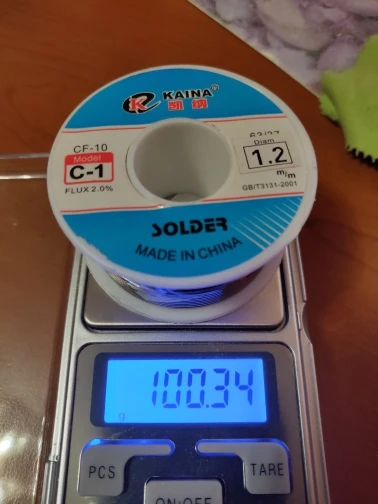 KAINA
凯纳
CF-10
Model
C-1
FLUX 2.0%
63/37
Diam
1.2
m/m
GB/T3131-2001
SOLDER
MADE IN CHINA
100.34
g
PCS
TARE
ON/OFF